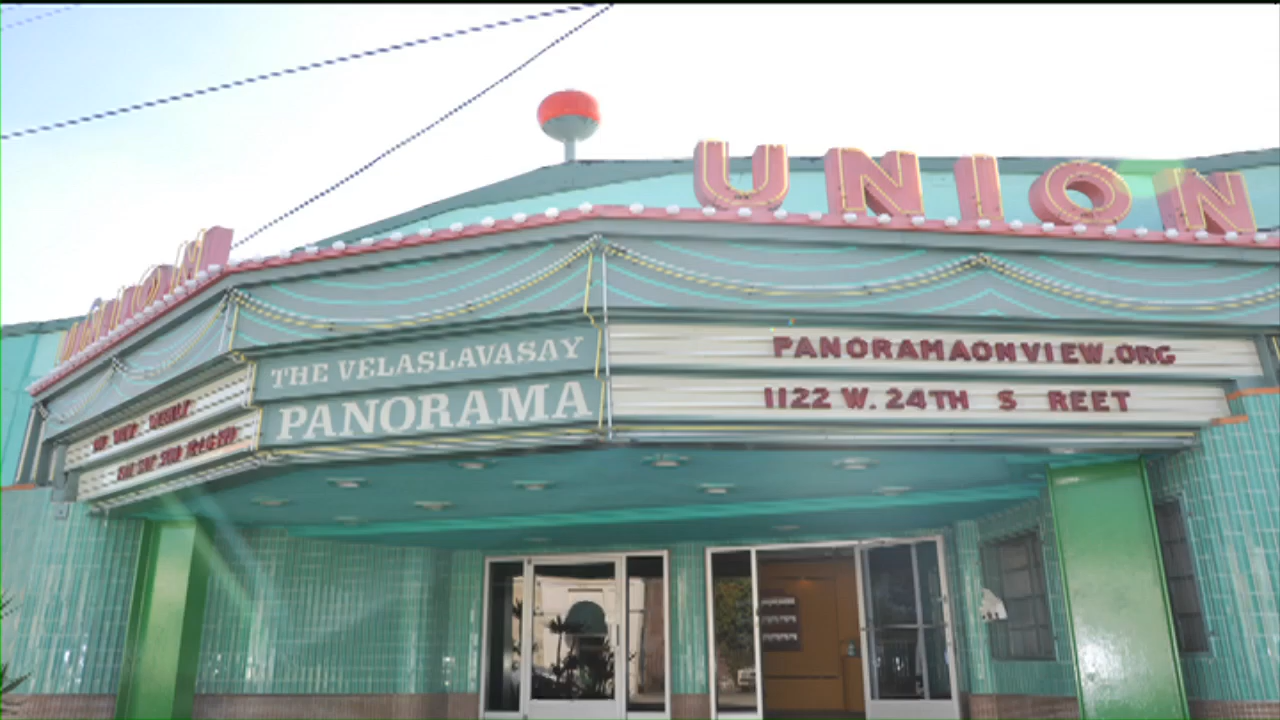 UNION
UNION
THE VELASLAVASAY
PANORAMA
PANORAMAONVIEW.ORG
1122 W. 24TH S REET